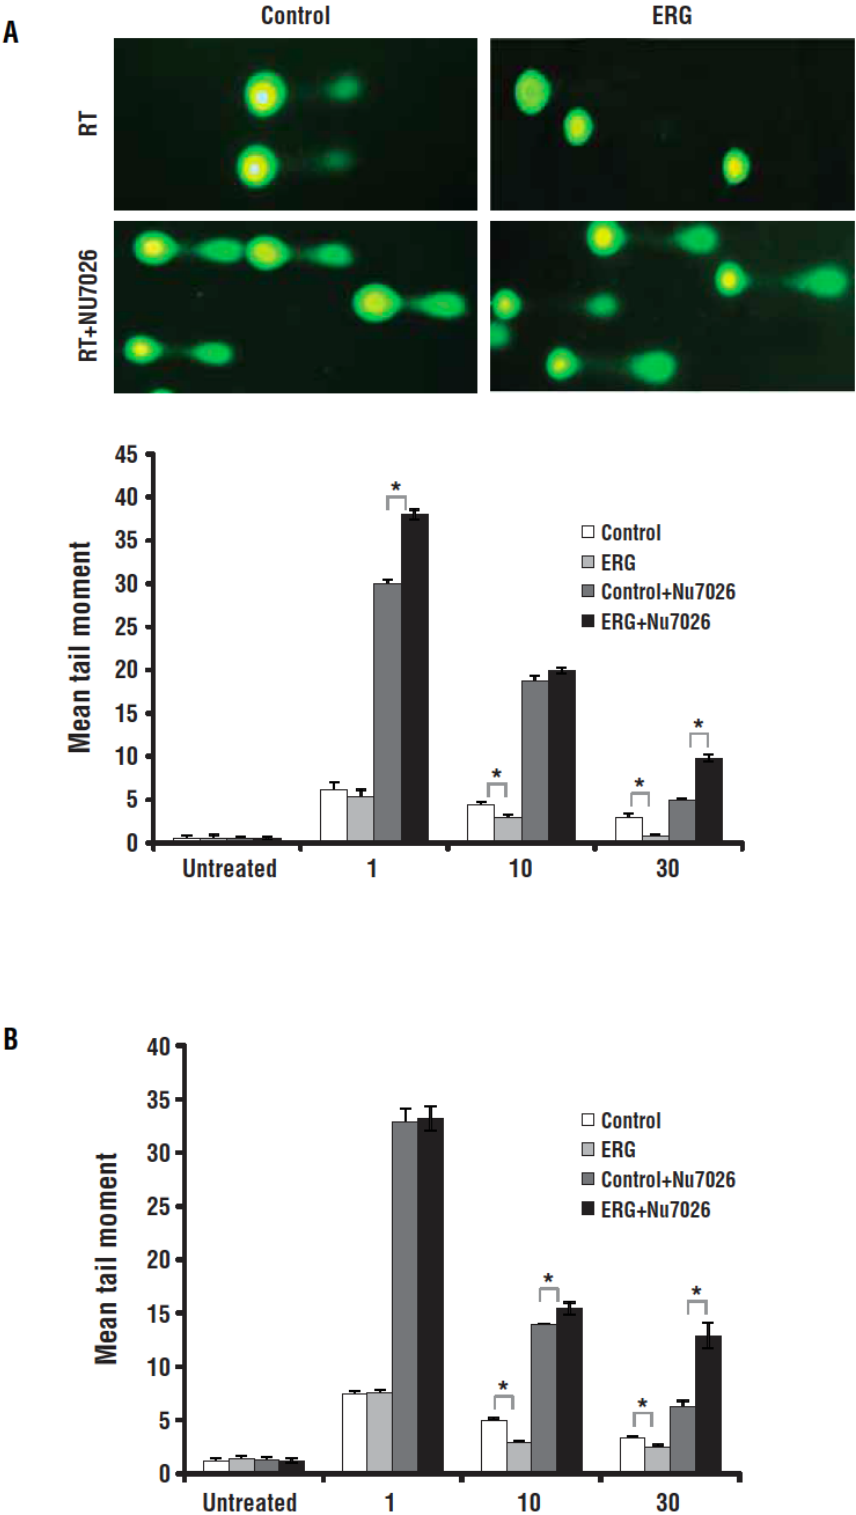 A
Control ERG
RT
RT+NU7026
45
40
35
30
25
20
15
10
5
0
Mean tail moment
*
*
*
*
Control
ERG
Control+Nu7026
ERG+Nu7026
Untreated 1 10 30
B
40
35
30
25
20
15
10
5
0
Mean tail moment
*
*
*
*
Control
ERG
Control+Nu7026
ERG+Nu7026
Untreated 1 10 30